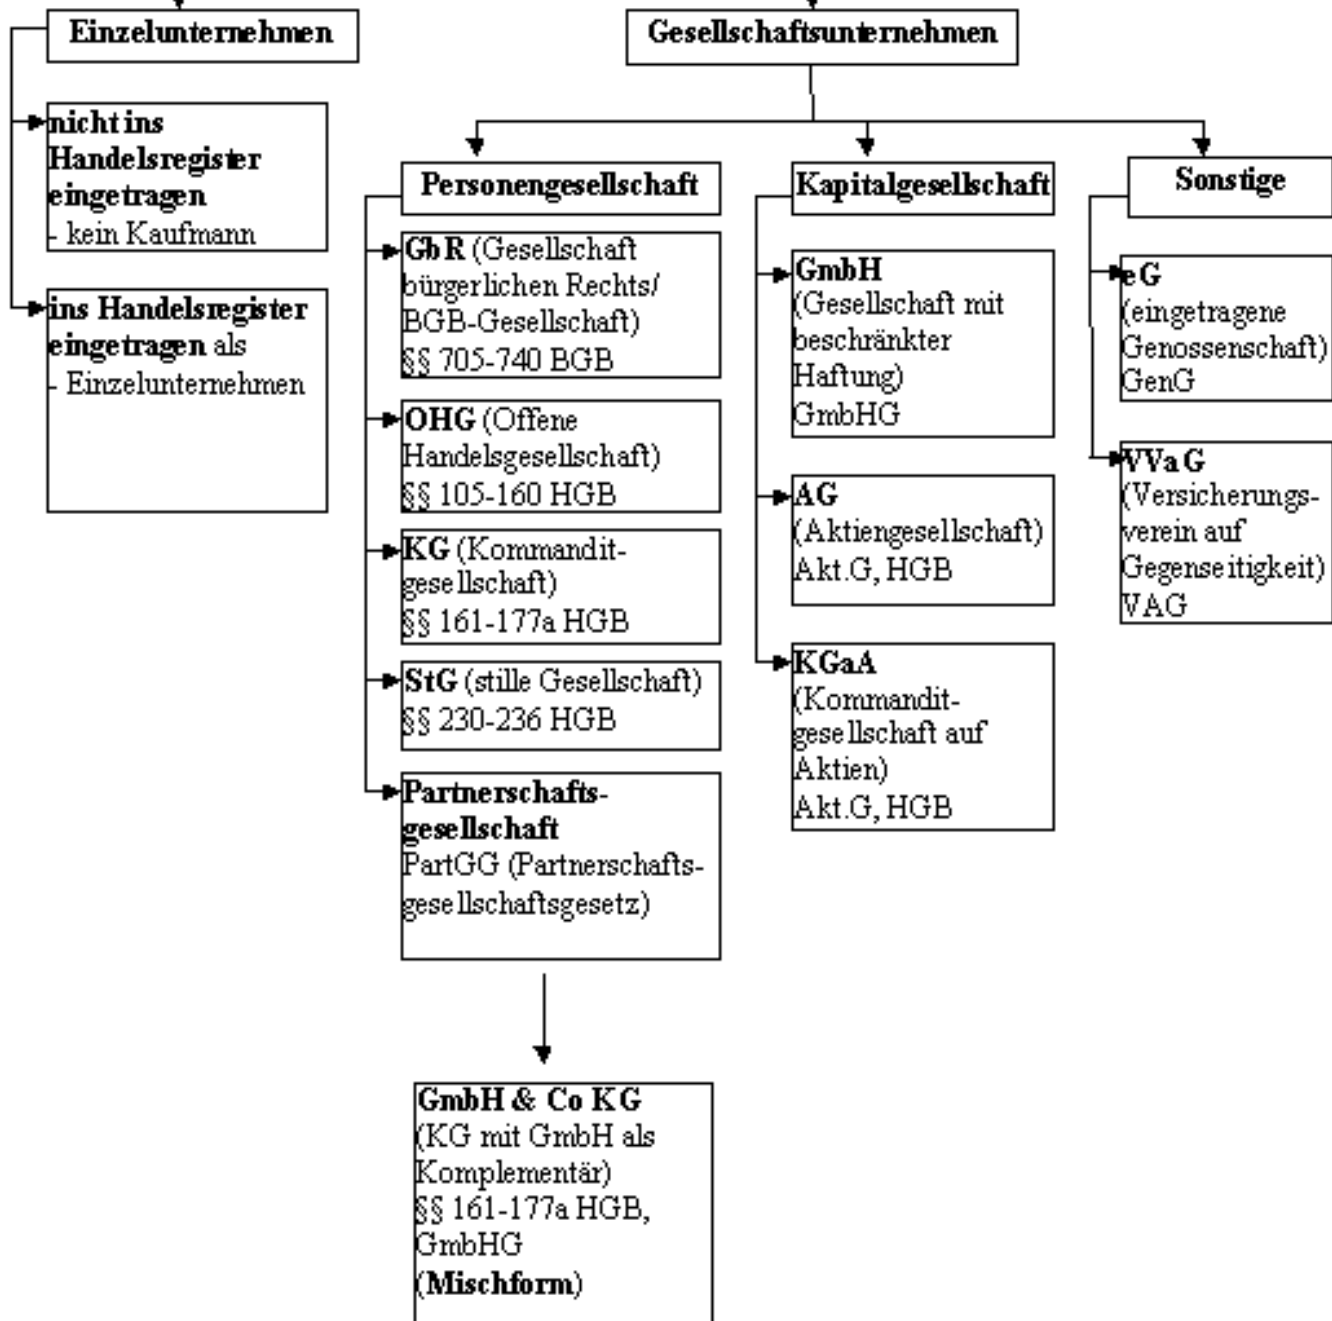 Einzelunternehmen
nicht ins
Handelsregister
eingetragen
- kein Kaufmann
ins Handelsregister
eingetragen als
- Einzelunternehmen
Gesellschaftsunternehmen
Personengesellschaft
GbR (Gesellschaft
bürgerlichen Rechts/
BGB-Gesellschaft)
§§ 705-740 BGB
OHG (Offene
Handelsgesellschaft)
§§ 105-160 HGB
KG (Kommandit-
gesellschaft)
§§ 161-177a HGB
StG (stille Gesellschaft)
§§ 230-236 HGB
Partnerschafts-
gesellschaft
PartGG (Partnerschafts-
gesellschaftsgesetz)
GmbH & Co KG
(KG mit GmbH als
Komplementär)
§§ 161-177a HGB,
GmbHG
(Mischform)
Kapitalgesellschaft
GmbH
(Gesellschaft mit
beschränkter
Haftung)
GmbHG
AG
(Aktiengesellschaft)
Akt.G, HGB
KGaA
(Kommandit-
gesellschaft auf
Aktien)
Akt.G, HGB
Sonstige
eG
(eingetragene
Genossenschaft)
GenG
VVaG
(Versicherungs-
verein auf
Gegenseitigkeit)
VAG